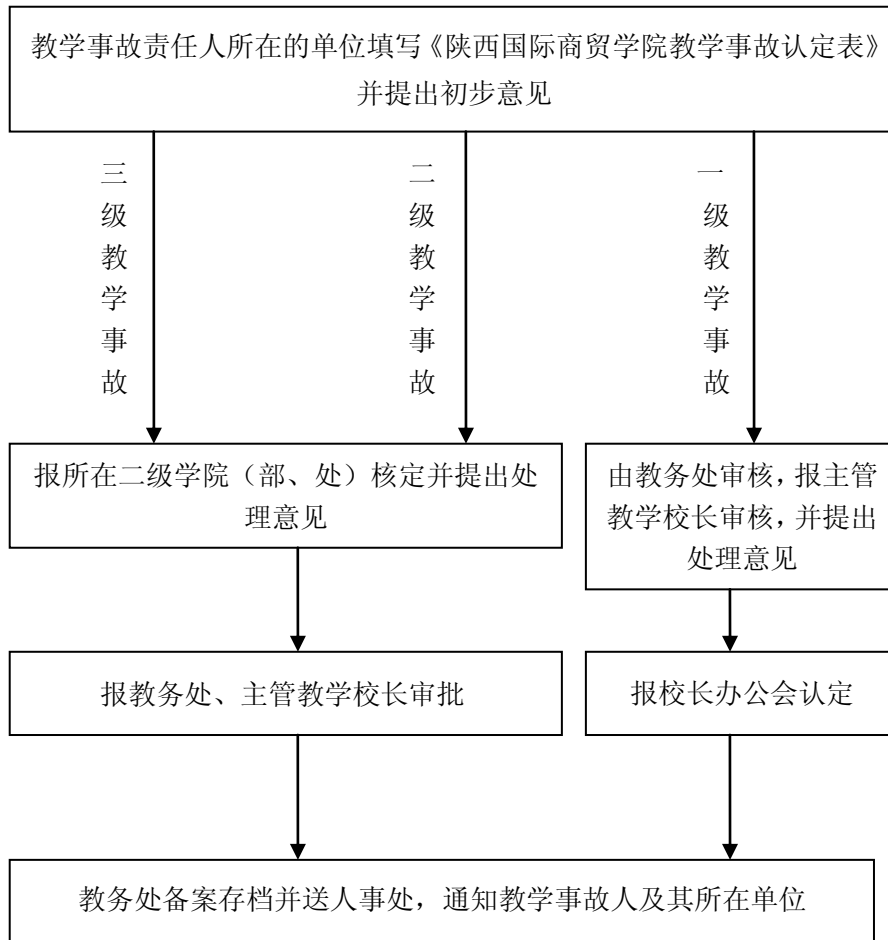 教学事故责任人所在的单位填写《陕西国际商贸学院教学事故认定表》
并提出初步意见
三级教学事故
二级教学事故
一级教学事故
报所在二级学院（部、处）核定并提出处
理意见
由教务处审核，报主管
教学校长审核，并提出
处理意见
报教务处、主管教学校长审批
报校长办公会认定
教务处备案存档并送人事处，通知教学事故人及其所在单位